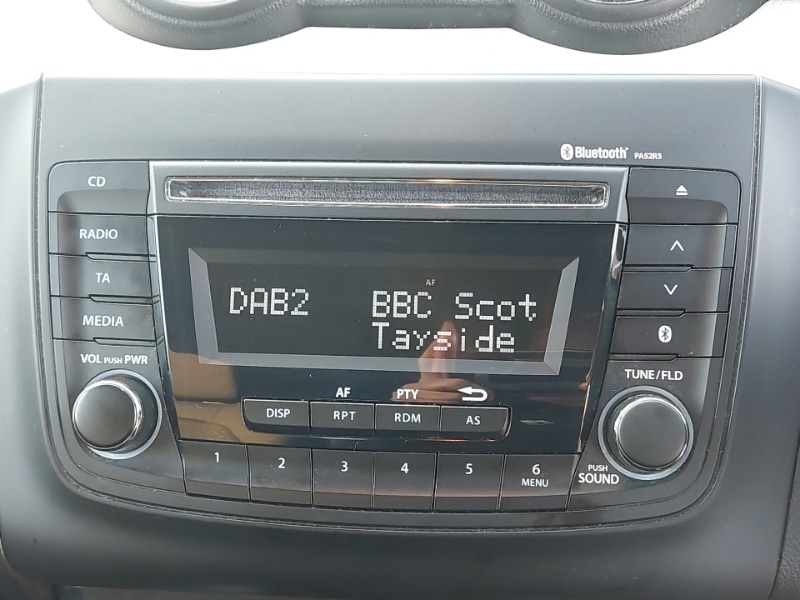 Bluetooth® PA52R3
CD
RADIO
TA
MEDIA
VOL PUSH PWR
AF
DAB2 BBC Scot
Tayside
AF PTY
DISP RPT RDM AS
1 2 3 4 5 6
MENU
TUNE/FLD
PUSH
SOUND